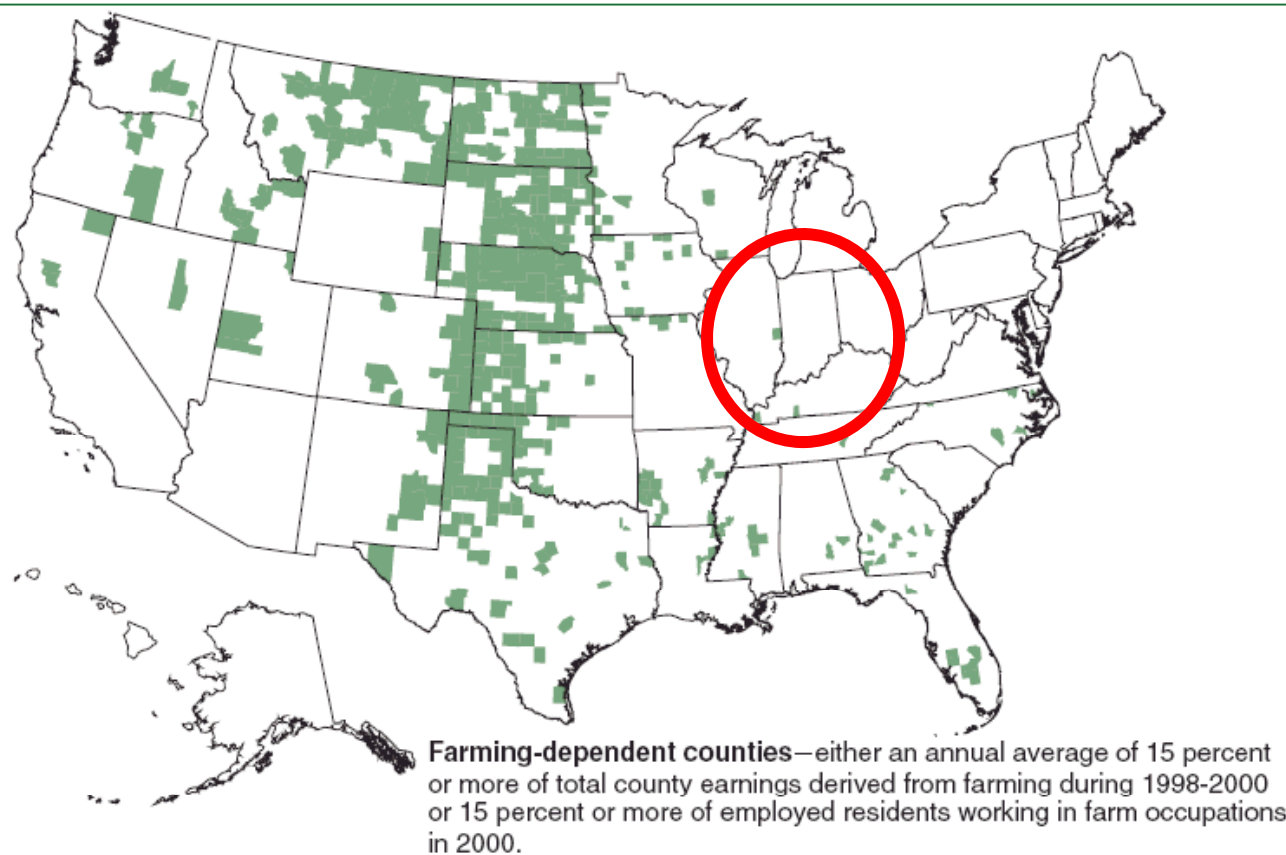 Farming-dependent counties—either an annual average of 15 percent
or more of total county earnings derived from farming during 1998-2000
or 15 percent or more of employed residents working in farm occupations
in 2000.